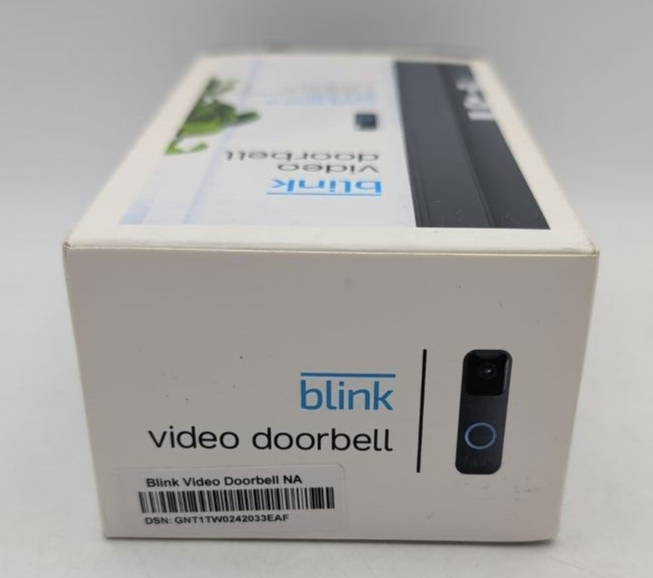 blink
video
doorbell
blink
video doorbell
Blink Video Doorbell NA
DSN: GNT1TW0242033EAF